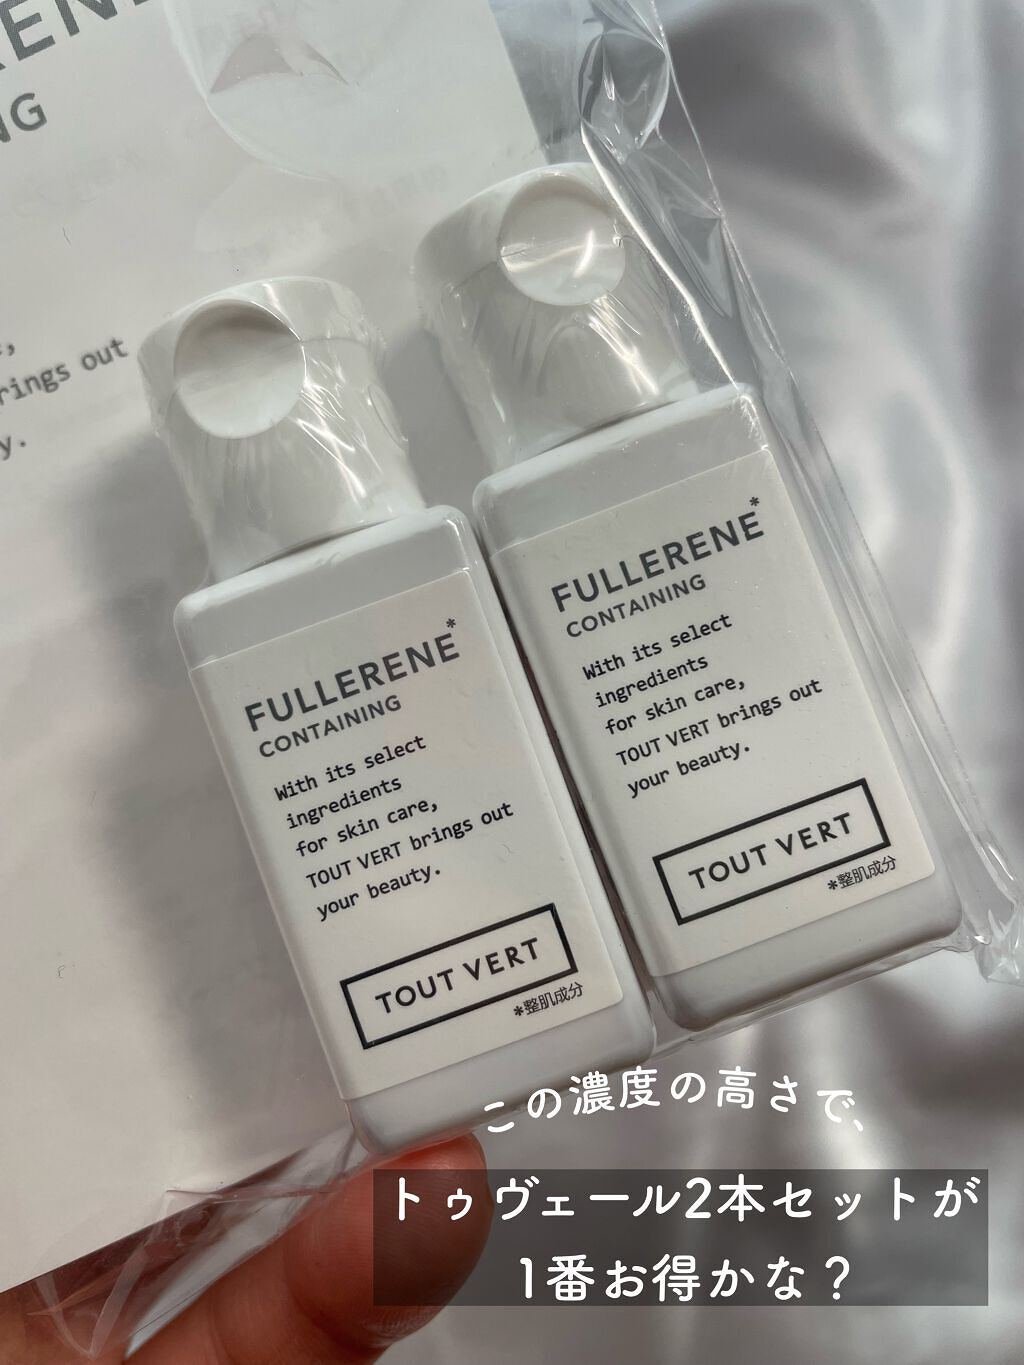 NG
rings out
y.
FULLERENE*
CONTAINING
With its select
ingredients
for skin care,
TOUT VERT brings out
your beauty.
TOUT VERT
*整肌成分
FULLERENE*
CONTAINING
With its select
ingredients
for skin care,
TOUT VERT brings out
your beauty.
TOUT VERT
*整肌成分
この濃度の高さで、
トゥヴェール2本セットが
1番お得かな？